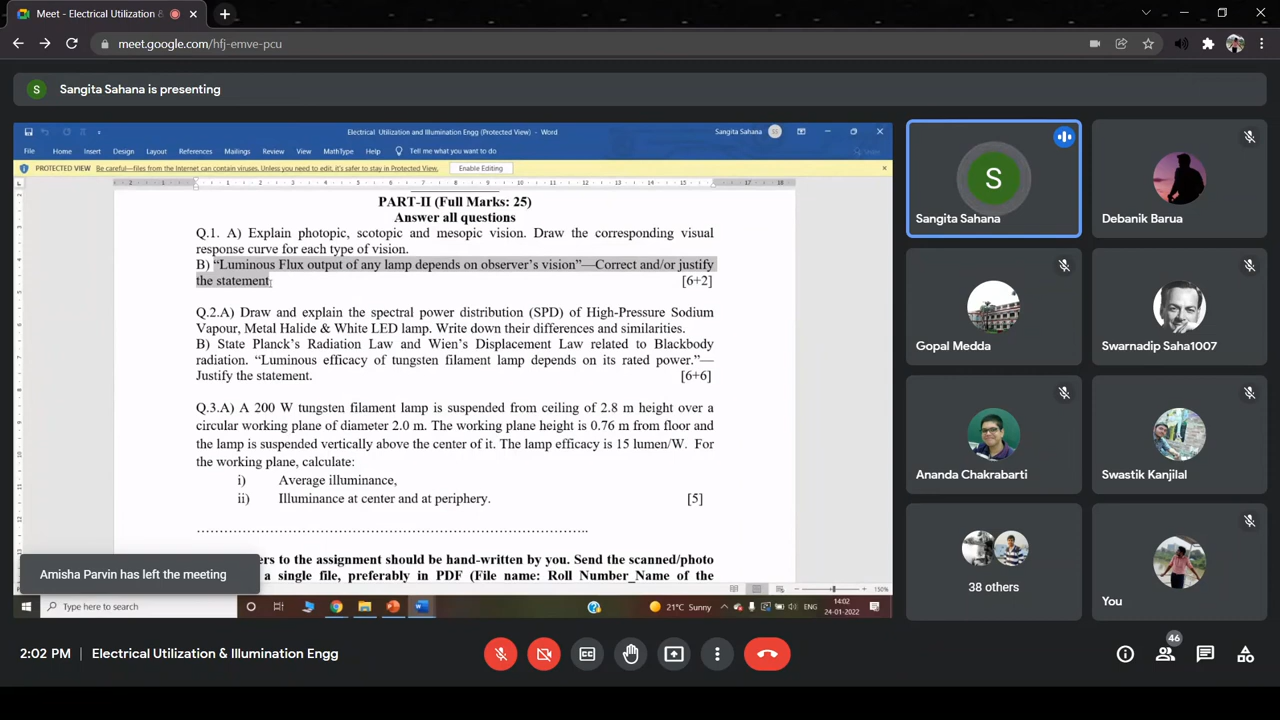 Meet - Electrical Utilization &
meet.google.com/hfj-emve-pcu
S Sangita Sahana is presenting
Electrical Utilization and Illumination Engg (Protected View) - Word
Sangita Sahana SS
File Home Insert Design Layout References Mailings Review View MathType Help Tell me what you want to do
PROTECTED VIEW Be careful—files from the Internet can contain viruses. Unless you need to edit, it's safer to stay in Protected View. Enable Editing
PART-II (Full Marks: 25)
Answer all questions
Q.1. A) Explain photopic, scotopic and mesopic vision. Draw the corresponding visual
response curve for each type of vision.
B) “Luminous Flux output of any lamp depends on observer’s vision”—Correct and/or justify
the statement [6+2]
Q.2.A) Draw and explain the spectral power distribution (SPD) of High-Pressure Sodium
Vapour, Metal Halide & White LED lamp. Write down their differences and similarities.
B) State Planck’s Radiation Law and Wien’s Displacement Law related to Blackbody
radiation. “Luminous efficacy of tungsten filament lamp depends on its rated power.”—
Justify the statement. [6+6]
Q.3.A) A 200 W tungsten filament lamp is suspended from ceiling of 2.8 m height over a
circular working plane of diameter 2.0 m. The working plane height is 0.76 m from floor and
the lamp is suspended vertically above the center of it. The lamp efficacy is 15 lumen/W. For
the working plane, calculate:
i) Average illuminance,
ii) Illuminance at center and at periphery. [5]
…………………………………………………………………………..
ers to the assignment should be hand-written by you. Send the scanned/photo
a single file, preferably in PDF (File name: Roll Number_Name of the
Amisha Parvin has left the meeting
150%
Type here to search
21°C Sunny
ENG
14:02
24-01-2022
S
Sangita Sahana
Debanik Barua
Gopal Medda
Swarnadip Saha1007
Ananda Chakrabarti
Swastik Kanjilal
38 others
You
2:02 PM | Electrical Utilization & Illumination Engg
46